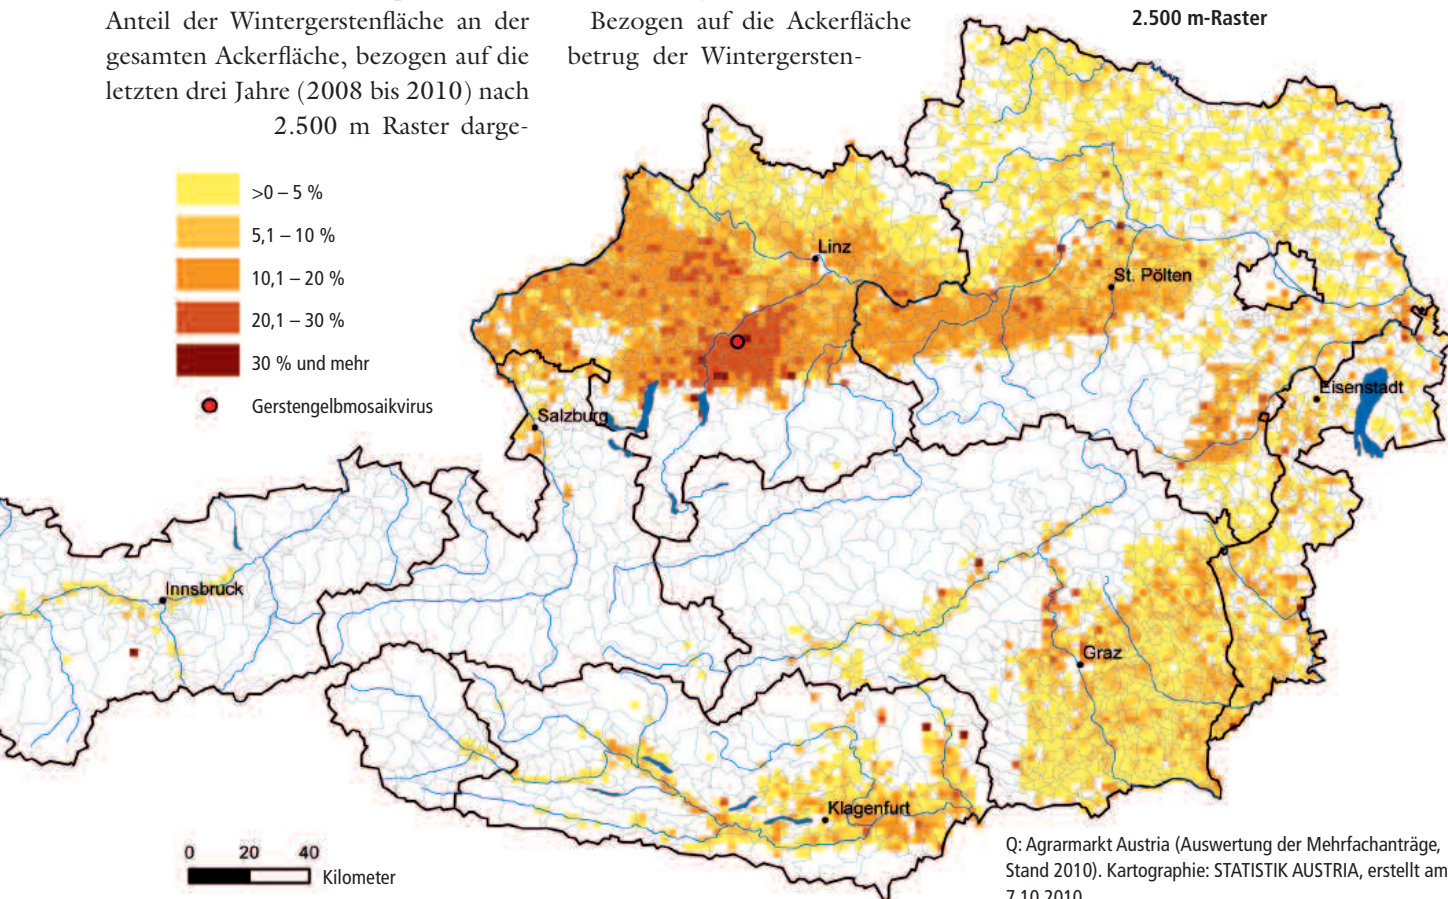 Anteil der Wintergerstenfläche an der
gesamten Ackerfläche, bezogen auf die
letzten drei Jahre (2008 bis 2010) nach
2.500 m Raster darge-
Bezogen auf die Ackerfläche
betrug der Wintergersten-
2.500 m-Raster
>0 – 5 %
5,1 – 10 %
10,1 – 20 %
20,1 – 30 %
30 % und mehr
Gerstengelbmosaikvirus
Linz
St. Pölten
Eisenstadt
Salzburg
Innsbruck
Graz
Klagenfurt
0 20 40
Kilometer
Q: Agrarmarkt Austria (Auswertung der Mehrfachanträge,
Stand 2010). Kartographie: STATISTIK AUSTRIA, erstellt am
7.10.2010